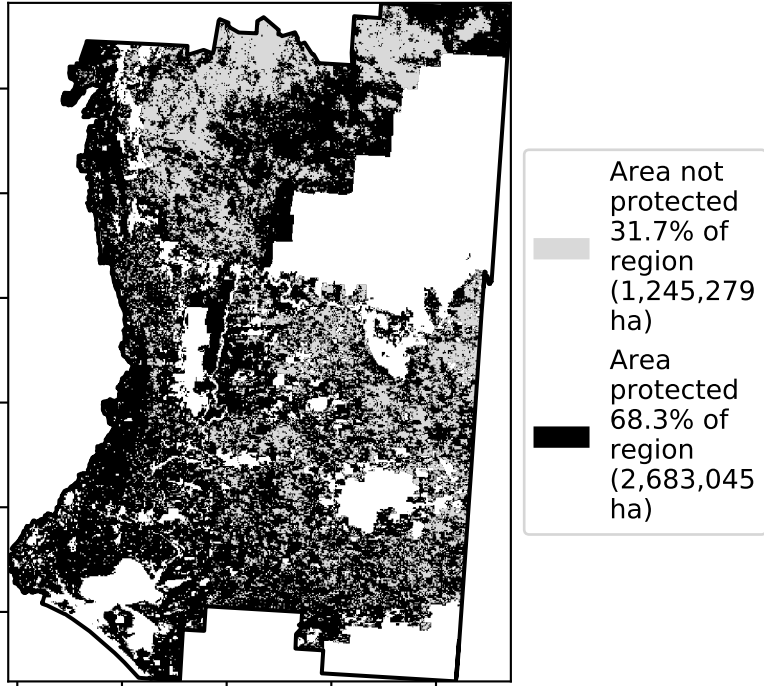 Area not
protected
31.7% of
region
(1,245,279
ha)
Area
protected
68.3% of
region
(2,683,045
ha)